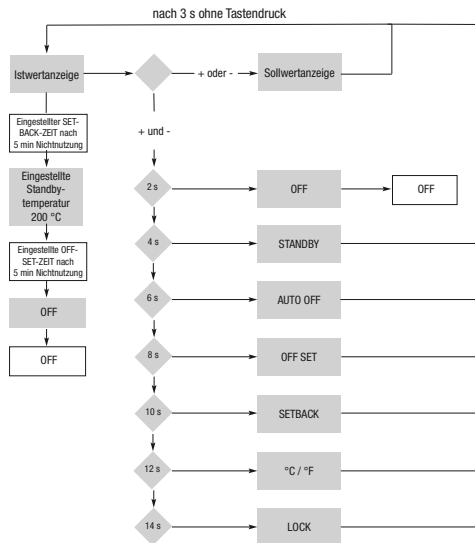 nach 3 s ohne Tastendruck
Istwertanzeige
+ oder -
Sollwertanzeige
Eingestellter SET-
BACK-ZEIT nach
5 min Nichtnutzung
+ und -
Eingestellte
Standby-
temperatur
200 °C
2 s
OFF
OFF
Eingestellte OFF-
SET-ZEIT nach
5 min Nichtnutzung
4 s
STANDBY
OFF
6 s
AUTO OFF
OFF
8 s
OFF SET
10 s
SETBACK
12 s
°C / °F
14 s
LOCK